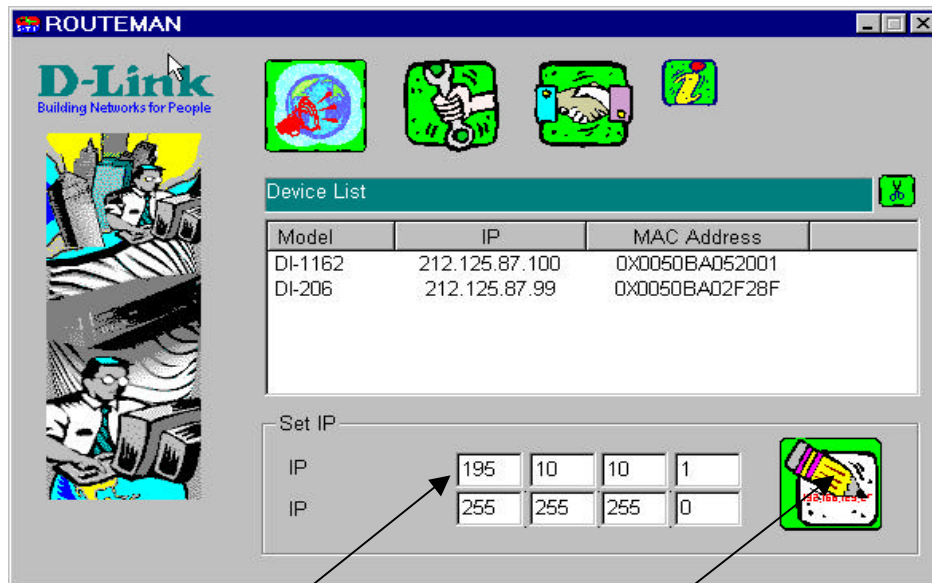 ROUTEMAN
D-Link
Building Networks for People
Device List
Model IP MAC Address
DI-1162 212.125.87.100 0X0050BA052001
DI-206 212.125.87.99 0X0050BA02F28F
Set IP
IP 195 10 10 1
IP 255 255 255 0